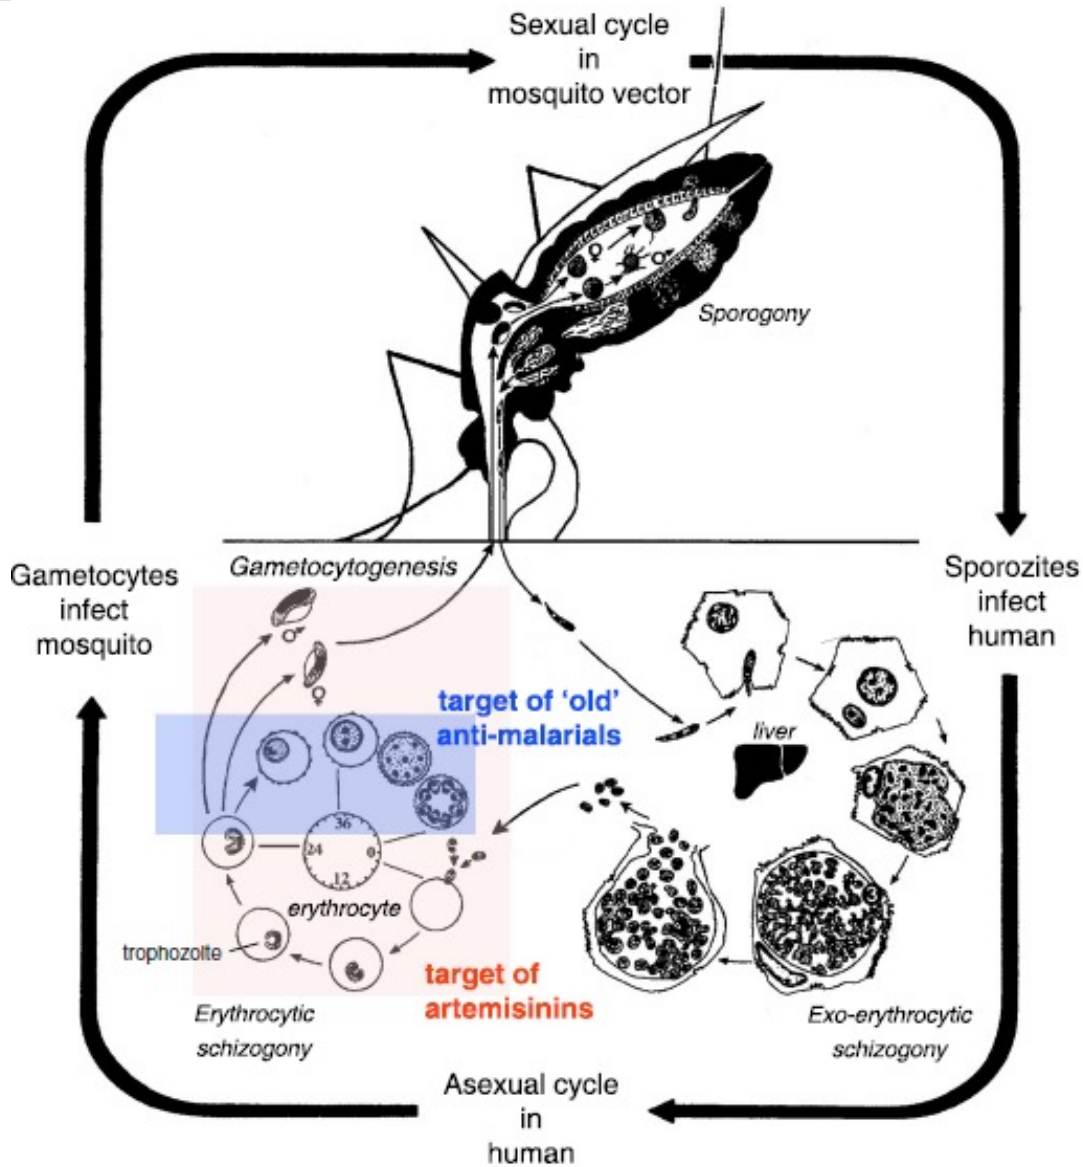 Sexual cycle
in
mosquito vector
Sporogony
Gametocytes
infect
mosquito
Gametocytogenesis
Sporozites
infect
human
target of 'old'
anti-malarials
liver
36
24
0
12
erythrocyte
trophozoite
target of
artemisinins
Erythrocytic
schizogony
Exo-erythrocytic
schizogony
Asexual cycle
in
human